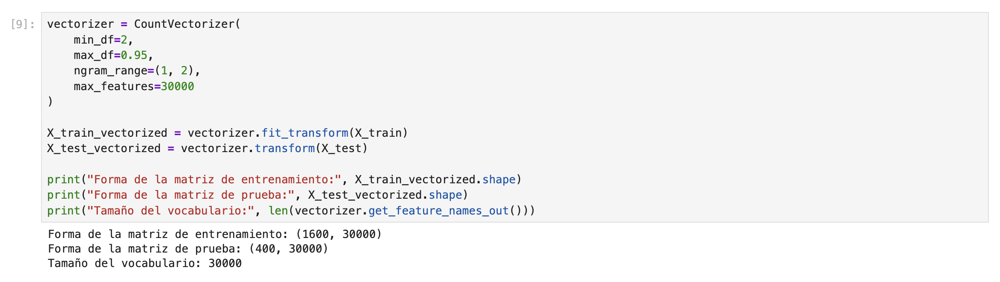 [9]:
vectorizer = CountVectorizer(
    min_df=2,
    max_df=0.95,
    ngram_range=(1, 2),
    max_features=30000
)
X_train_vectorized = vectorizer.fit_transform(X_train)
X_test_vectorized = vectorizer.transform(X_test)
print("Forma de la matriz de entrenamiento:", X_train_vectorized.shape)
print("Forma de la matriz de prueba:", X_test_vectorized.shape)
print("Tamaño del vocabulario:", len(vectorizer.get_feature_names_out()))
Forma de la matriz de entrenamiento: (1600, 30000)
Forma de la matriz de prueba: (400, 30000)
Tamaño del vocabulario: 30000